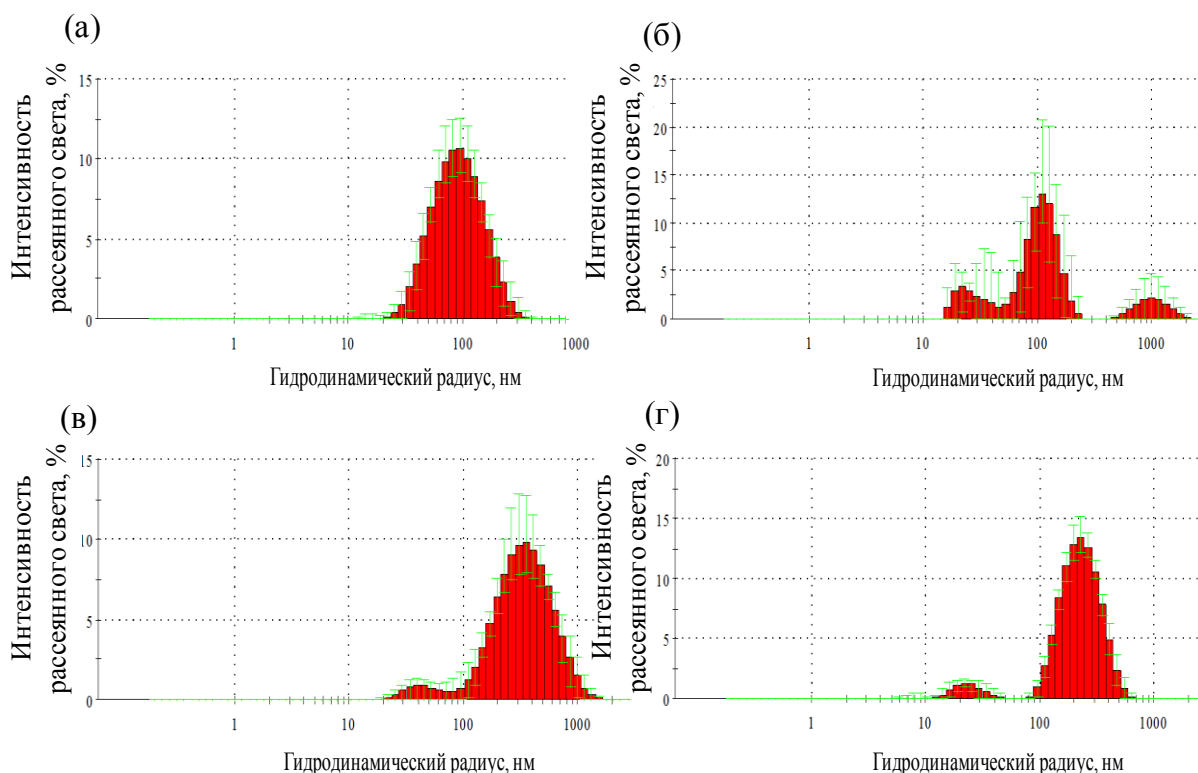 (а)
Интенсивность
рассеянного света, %
15
10
5
0
1
10
100
1000
Гидродинамический радиус, нм
(б)
Интенсивность
рассеянного света, %
25
20
15
10
5
0
1
10
100
1000
Гидродинамический радиус, нм
(в)
Интенсивность
рассеянного света, %
15
10
5
0
1
10
100
1000
Гидродинамический радиус, нм
(г)
Интенсивность
рассеянного света, %
20
15
10
5
0
1
10
100
1000
Гидродинамический радиус, нм